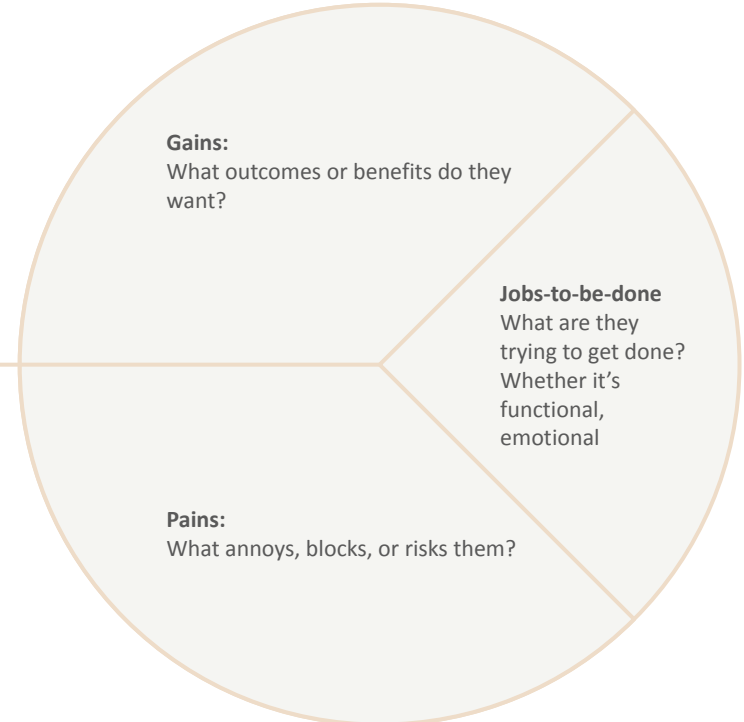 Gains:
What outcomes or benefits do they
want?
Jobs-to-be-done
What are they
trying to get done?
Whether it's
functional,
emotional
Pains:
What annoys, blocks, or risks them?